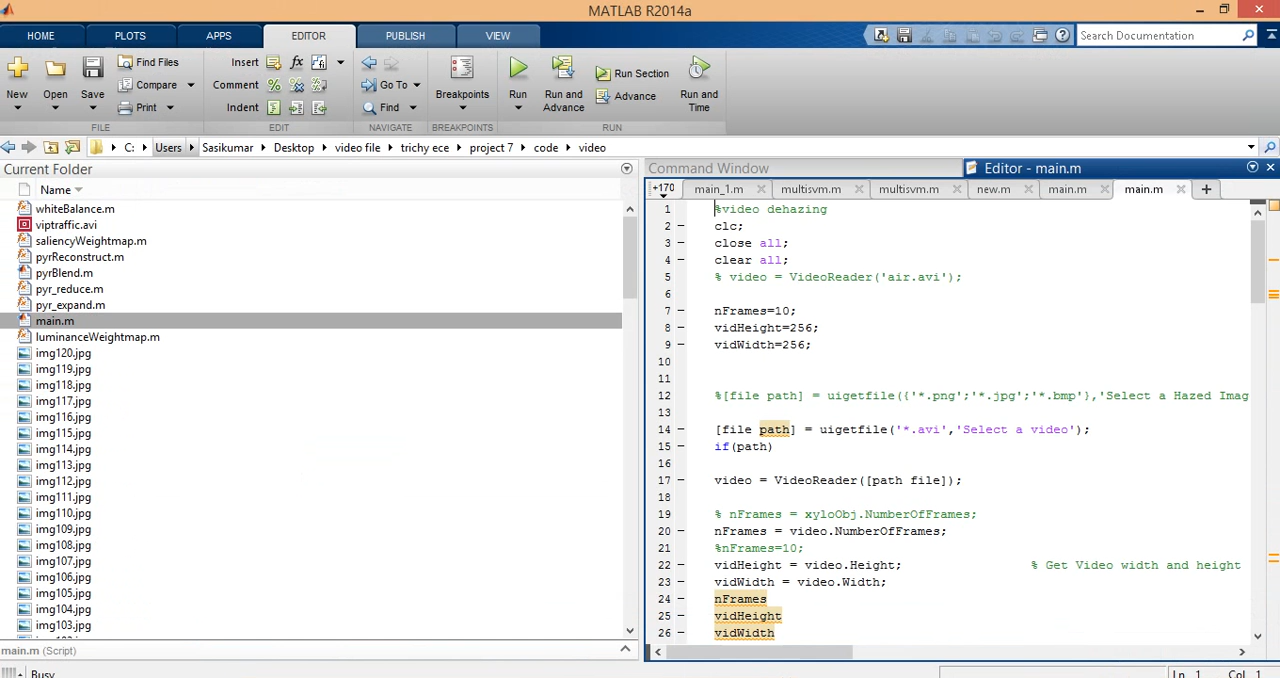 MATLAB R2014a
HOME PLOTS APPS EDITOR PUBLISH VIEW
Search Documentation
New Open Save
Find Files
Compare
Print
FILE
Insert
Comment
Indent
EDIT
Go To
Find
NAVIGATE
Breakpoints
BREAKPOINTS
Run
Run and
Advance
Run Section
Advance
Run and
Time
RUN
C: Users Sasikumar Desktop video file trichy ece project 7 code video
Current Folder
Name
whiteBalance.m
viptraffic.avi
saliencyWeightmap.m
pyrReconstruct.m
pyrBlend.m
pyr_reduce.m
pyr_expand.m
main.m
luminanceWeightmap.m
img120.jpg
img119.jpg
img118.jpg
img117.jpg
img116.jpg
img115.jpg
img114.jpg
img113.jpg
img112.jpg
img111.jpg
img110.jpg
img109.jpg
img108.jpg
img107.jpg
img106.jpg
img105.jpg
img104.jpg
img103.jpg
main.m (Script)
Busy
Command Window
Editor - main.m
+170 main_1.m multisvm.m multisvm.m new.m main.m main.m
1 %video dehazing
2 clc;
3 close all;
4 clear all;
5 % video = VideoReader('air.avi');
6
7 nFrames=10;
8 vidHeight=256;
9 vidWidth=256;
10
11
12 %[file path] = uigetfile({'*.png';'*.jpg';'*.bmp'},'Select a Hazed Imag
13
14 [file path] = uigetfile('*.avi','Select a video');
15 if(path)
16
17 video = VideoReader([path file]);
18
19 % nFrames = xyloObj.NumberOfFrames;
20 nFrames = video.NumberOfFrames;
21 %nFrames=10;
22 vidHeight = video.Height; % Get Video width and height
23 vidWidth = video.Width;
24 nFrames
25 vidHeight
26 vidWidth
Ln 1 Col 1